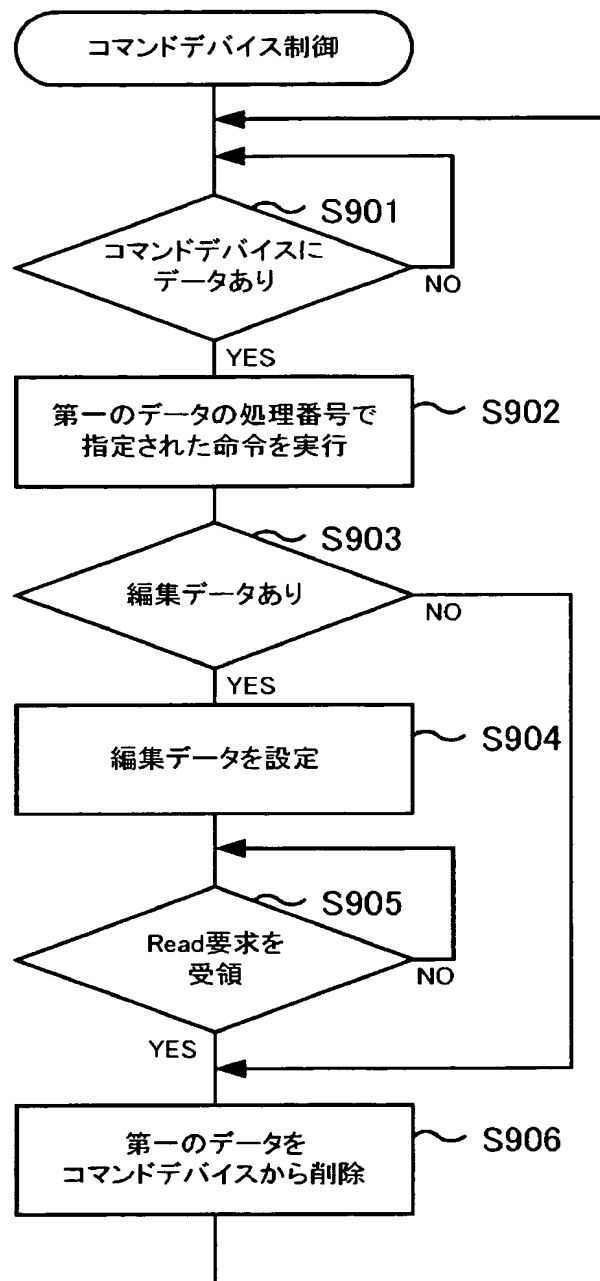 コマンドデバイス制御
S901
コマンドデバイスに
データあり
NO
YES
第一のデータの処理番号で
指定された命令を実行
S902
S903
編集データあり
NO
YES
編集データを設定
S904
S905
Read要求を
受領
NO
YES
第一のデータを
コマンドデバイスから削除
S906